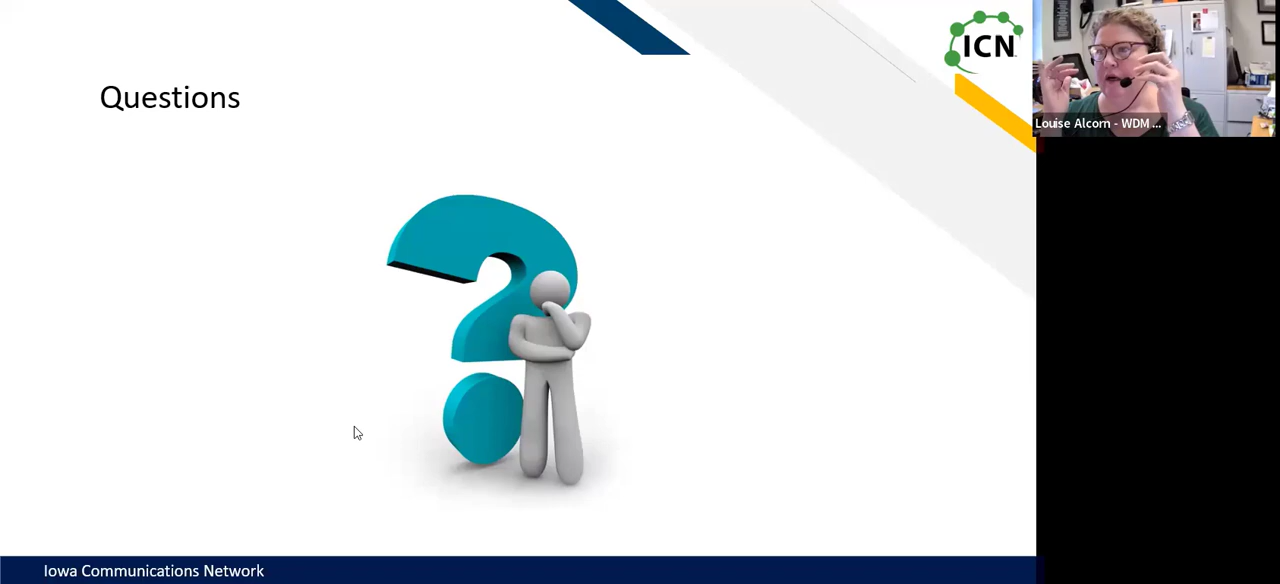 Questions
ICN
Louise Alcorn - WDM ...
Iowa Communications Network